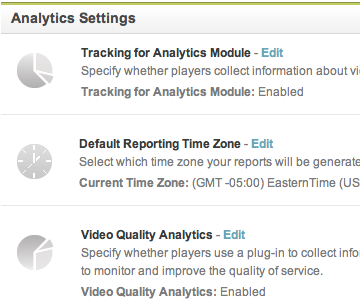 Analytics Settings
Tracking for Analytics Module - Edit
Specify whether players collect information about
Tracking for Analytics Module: Enabled
Default Reporting Time Zone - Edit
Select which time zone your reports will be
Current Time Zone: (GMT -05:00) EasternTime (US
Video Quality Analytics - Edit
Specify whether players use a plug-in to collect
to monitor and improve the quality of service.
Video Quality Analytics: Enabled